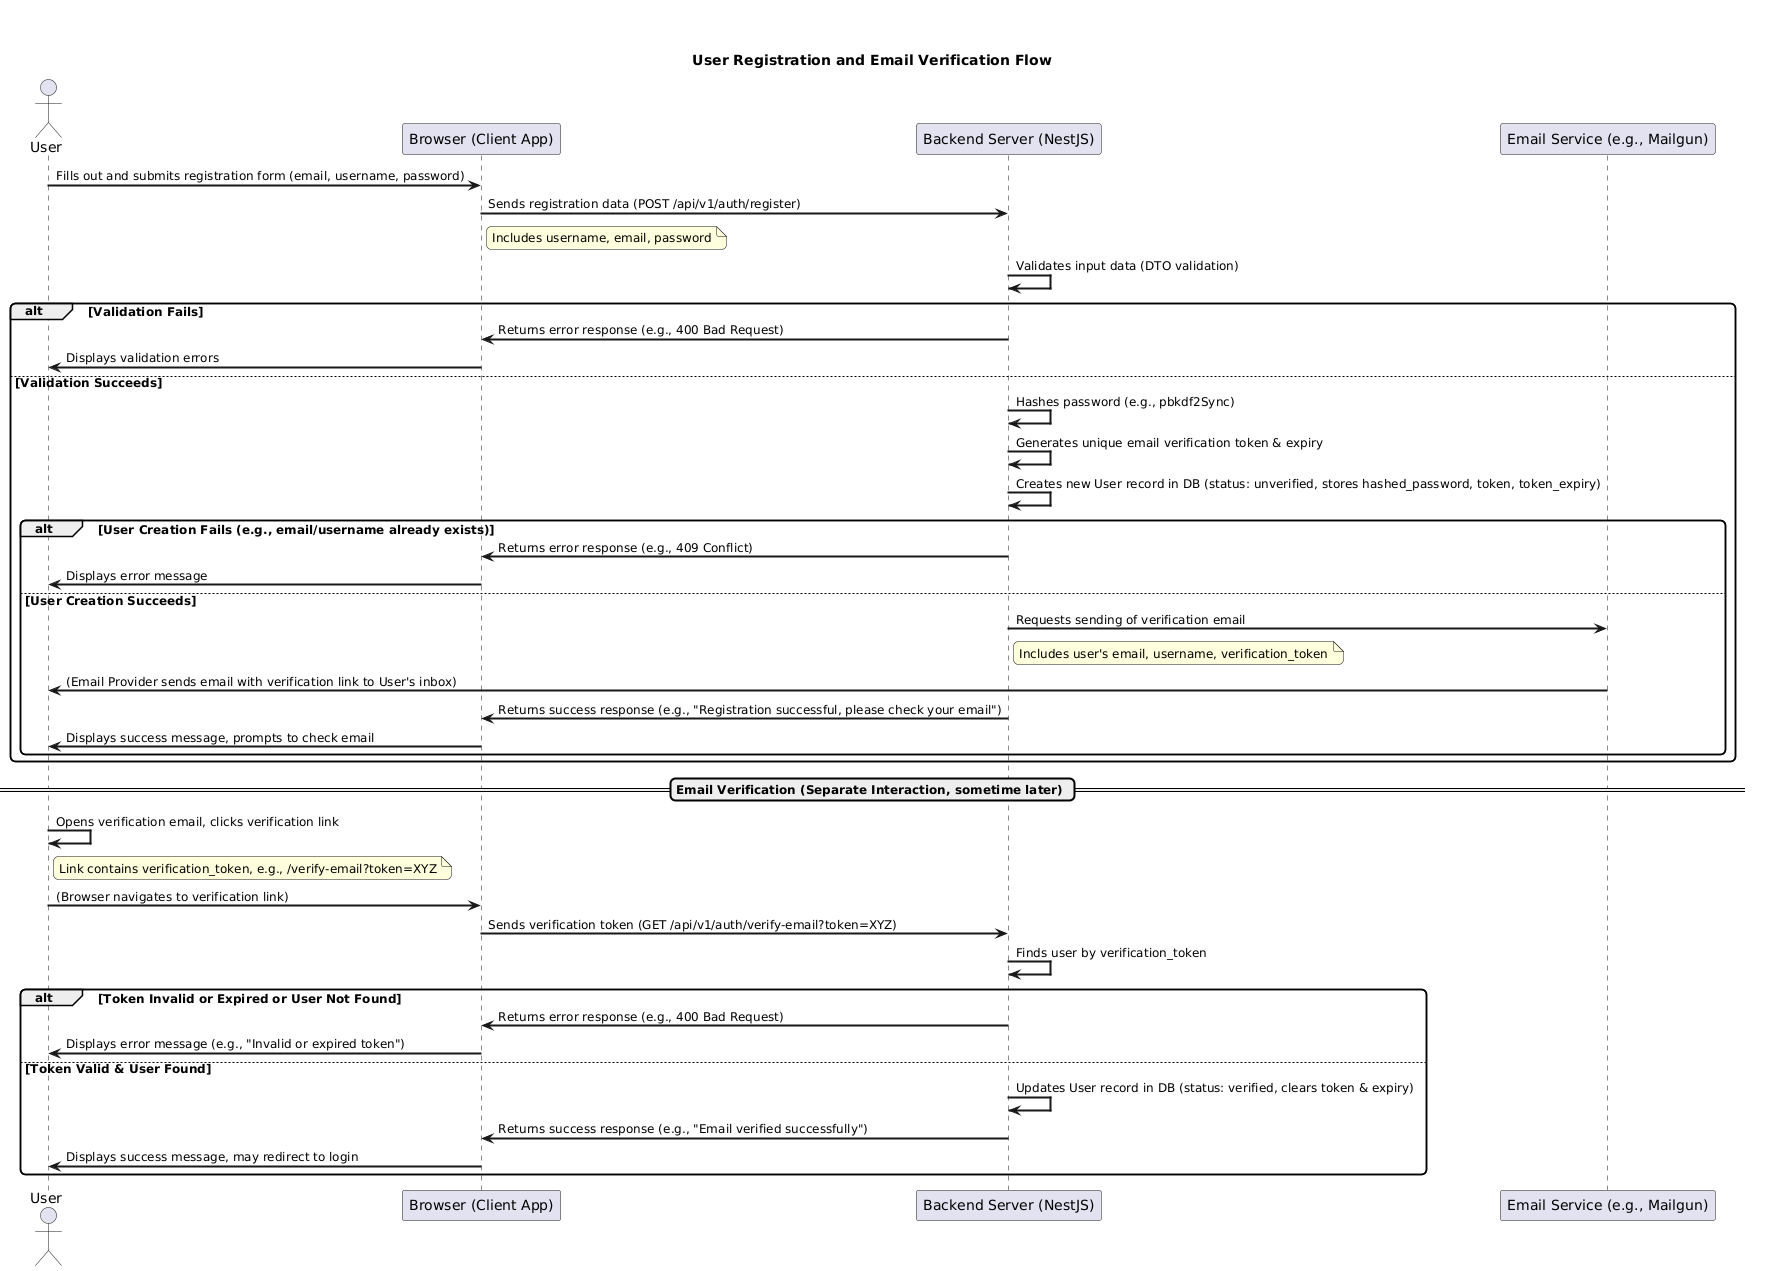 User Registration and Email Verification Flow
User
Browser (Client App)
Backend Server (NestJS)
Email Service (e.g., Mailgun)
Fills out and submits registration form (email, username, password)
Sends registration data (POST /api/v1/auth/register)
Includes username, email, password
Validates input data (DTO validation)
alt
[Validation Fails]
Returns error response (e.g., 400 Bad Request)
Displays validation errors
[Validation Succeeds]
Hashes password (e.g., pbkdf2Sync)
Generates unique email verification token & expiry
Creates new User record in DB (status: unverified, stores hashed_password, token, token_expiry)
alt
[User Creation Fails (e.g., email/username already exists)]
Returns error response (e.g., 409 Conflict)
Displays error message
[User Creation Succeeds]
Requests sending of verification email
Includes user's email, username, verification_token
(Email Provider sends email with verification link to User's inbox)
Returns success response (e.g., "Registration successful, please check your email")
Displays success message, prompts to check email
Email Verification (Separate Interaction, sometime later)
Opens verification email, clicks verification link
Link contains verification_token, e.g., /verify-email?token=XYZ
(Browser navigates to verification link)
Sends verification token (GET /api/v1/auth/verify-email?token=XYZ)
Finds user by verification_token
alt
[Token Invalid or Expired or User Not Found]
Returns error response (e.g., 400 Bad Request)
Displays error message (e.g., "Invalid or expired token")
[Token Valid & User Found]
Updates User record in DB (status: verified, clears token & expiry)
Returns success response (e.g., "Email verified successfully")
Displays success message, may redirect to login
User
Browser (Client App)
Backend Server (NestJS)
Email Service (e.g., Mailgun)